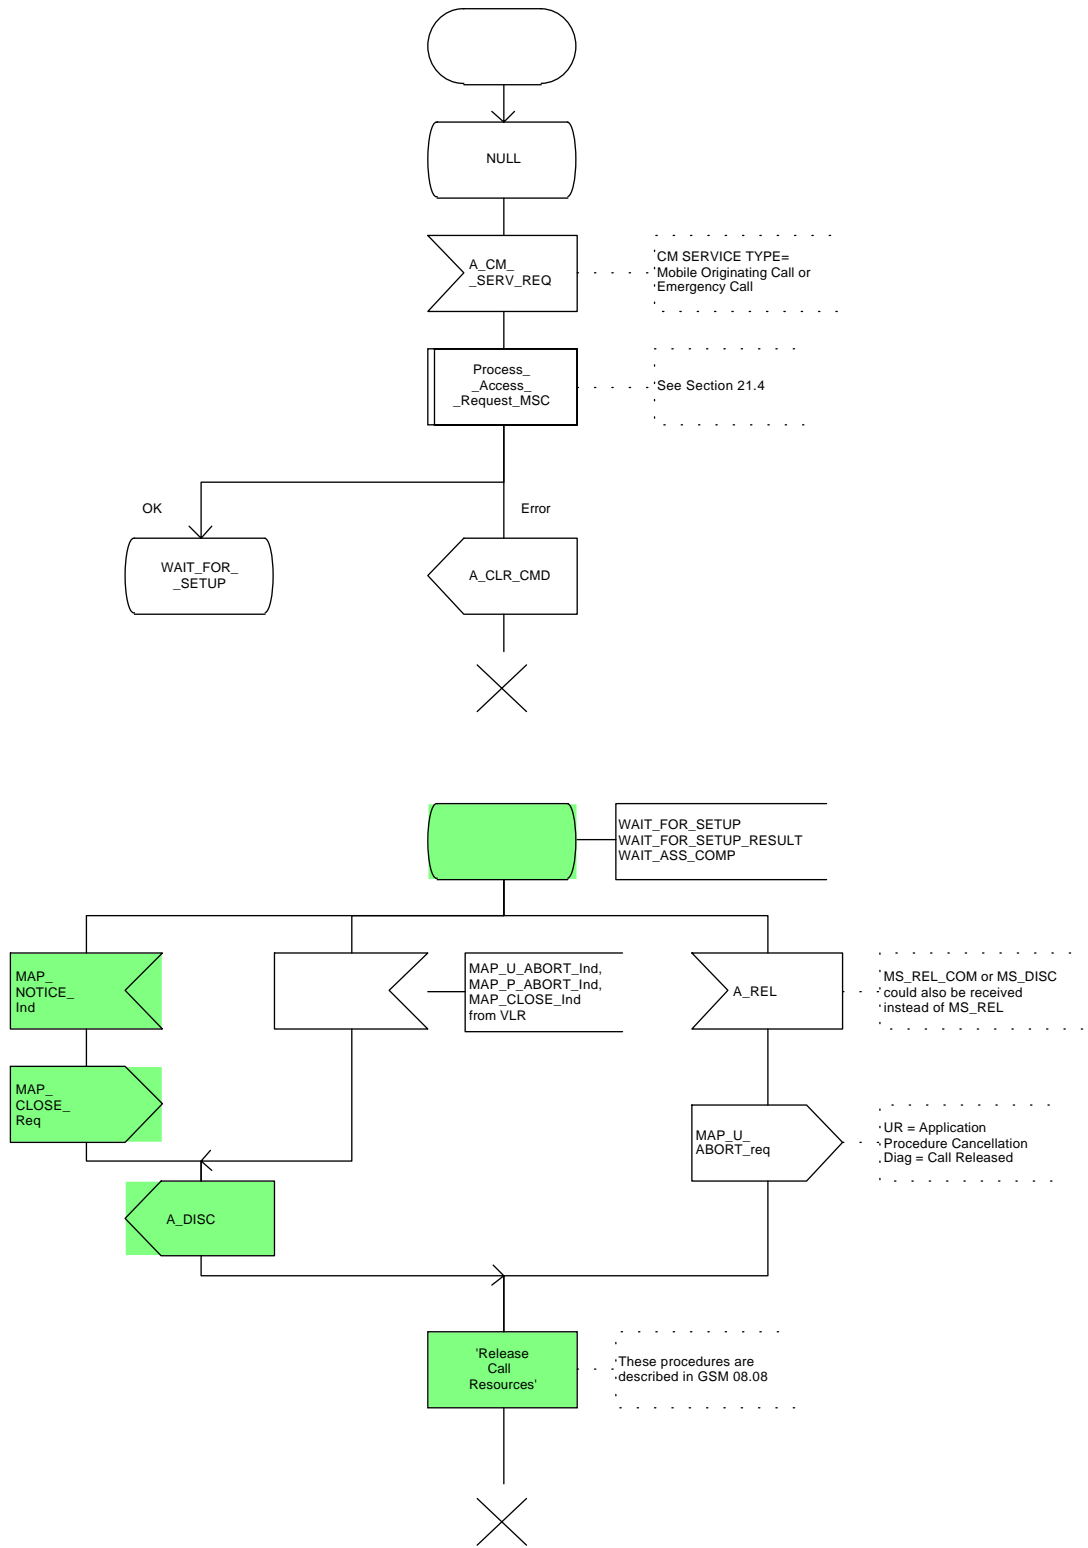 NULL
A_CM_
_SERV_REQ
CM SERVICE TYPE=
Mobile Originating Call or
Emergency Call
Process_
_Access_
_Request_MSC
See Section 21.4
OK
Error
WAIT_FOR_
_SETUP
A_CLR_CMD
WAIT_FOR_SETUP
WAIT_FOR_SETUP_RESULT
WAIT_ASS_COMP
MAP_
NOTICE_
Ind
MAP_U_ABORT_Ind,
MAP_P_ABORT_Ind,
MAP_CLOSE_Ind
from VLR
A_REL
MS_REL_COM or MS_DISC
could also be received
instead of MS_REL
MAP_
CLOSE_
Req
MAP_U_
ABORT_req
UR = Application
Procedure Cancellation
Diag = Call Released
A_DISC
'Release
Call
Resources'
These procedures are
described in GSM 08.08